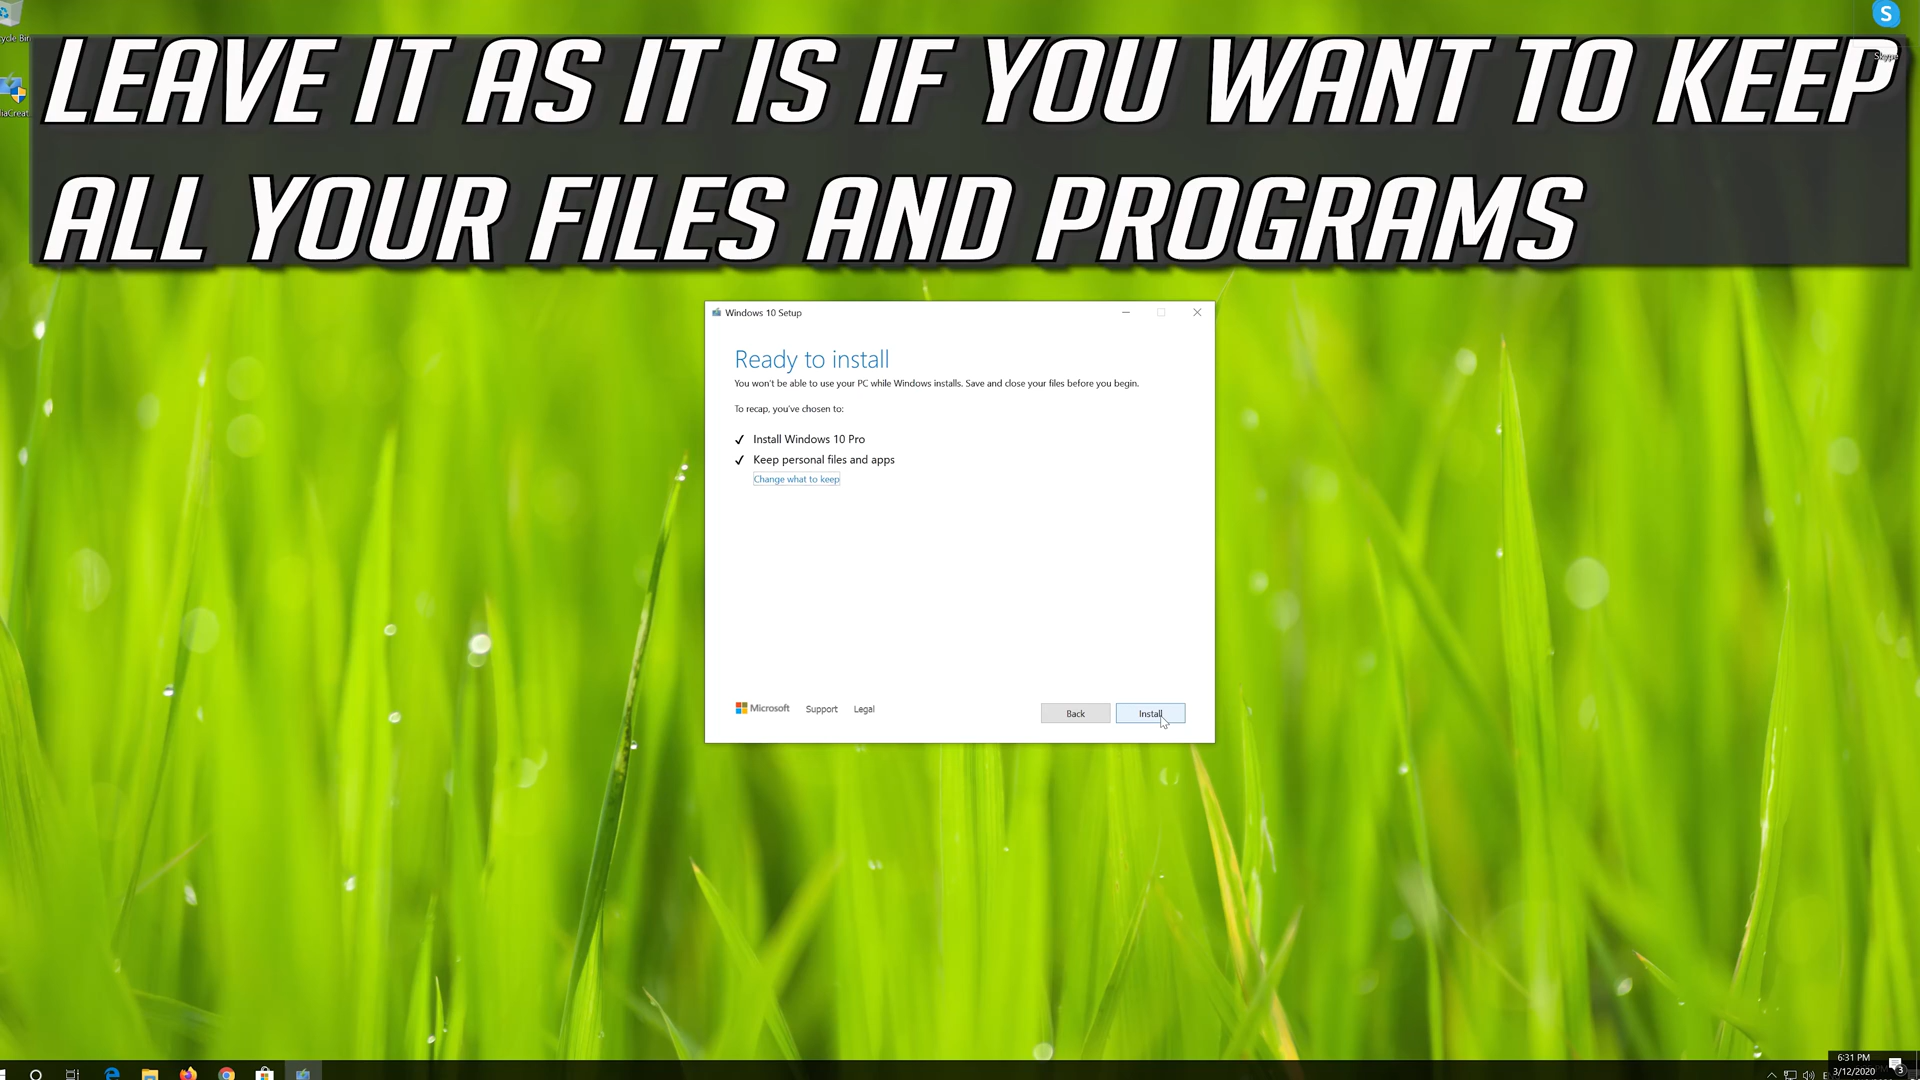 LEAVE IT AS IT IS IF YOU WANT TO KEEP
ALL YOUR FILES AND PROGRAMS
Skype
Windows 10 Setup
Ready to install
You won't be able to use your PC while Windows installs. Save and close your files before you begin.
To recap, you've chosen to:
Install Windows 10 Pro
Keep personal files and apps
Change what to keep
Microsoft Support Legal
Back Install
6:31 PM
3/12/2020
3